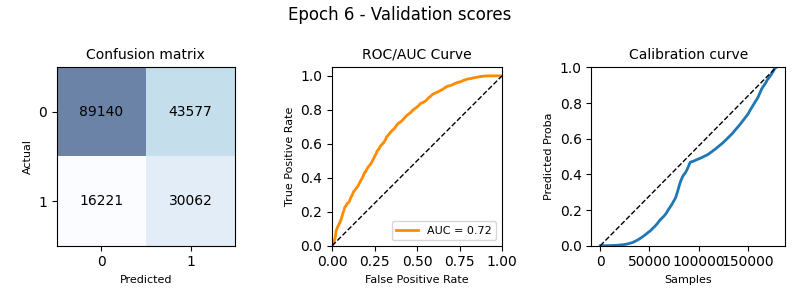 Epoch 6 - Validation scores
Confusion matrix
Actual
0
1
89140 43577
16221 30062
0 1
Predicted
ROC/AUC Curve
True Positive Rate
1.0
0.8
0.6
0.4
0.2
0.0
AUC = 0.72
0.00 0.25 0.50 0.75 1.00
False Positive Rate
Calibration curve
Predicted Proba
1.0
0.8
0.6
0.4
0.2
0.0
0 50000 100000 150000
Samples